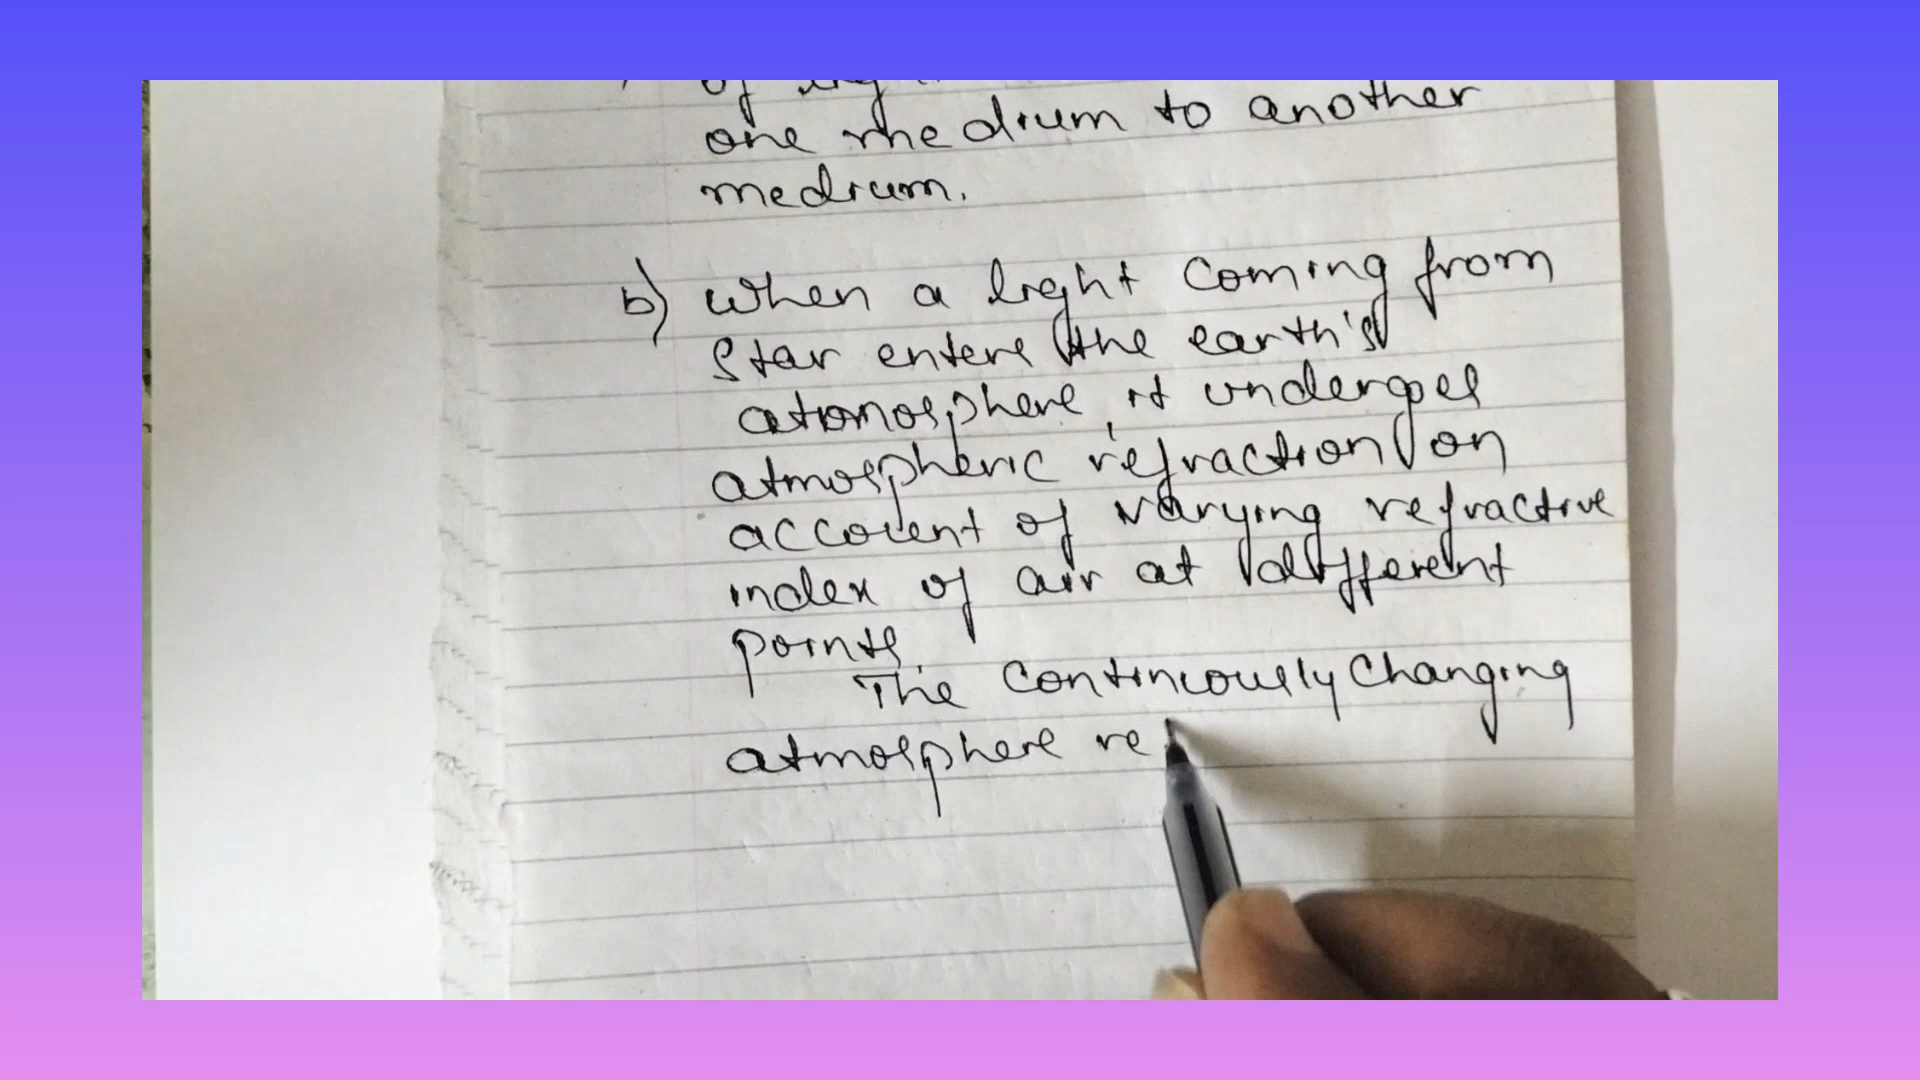 of
one medium to another
medium.
b) when a light coming from
star enters the earth's
atmosphere, it undergoes
atmospheric refraction on
account of varying refractive
index of air at different
points.
The continuously changing
atmosphere re